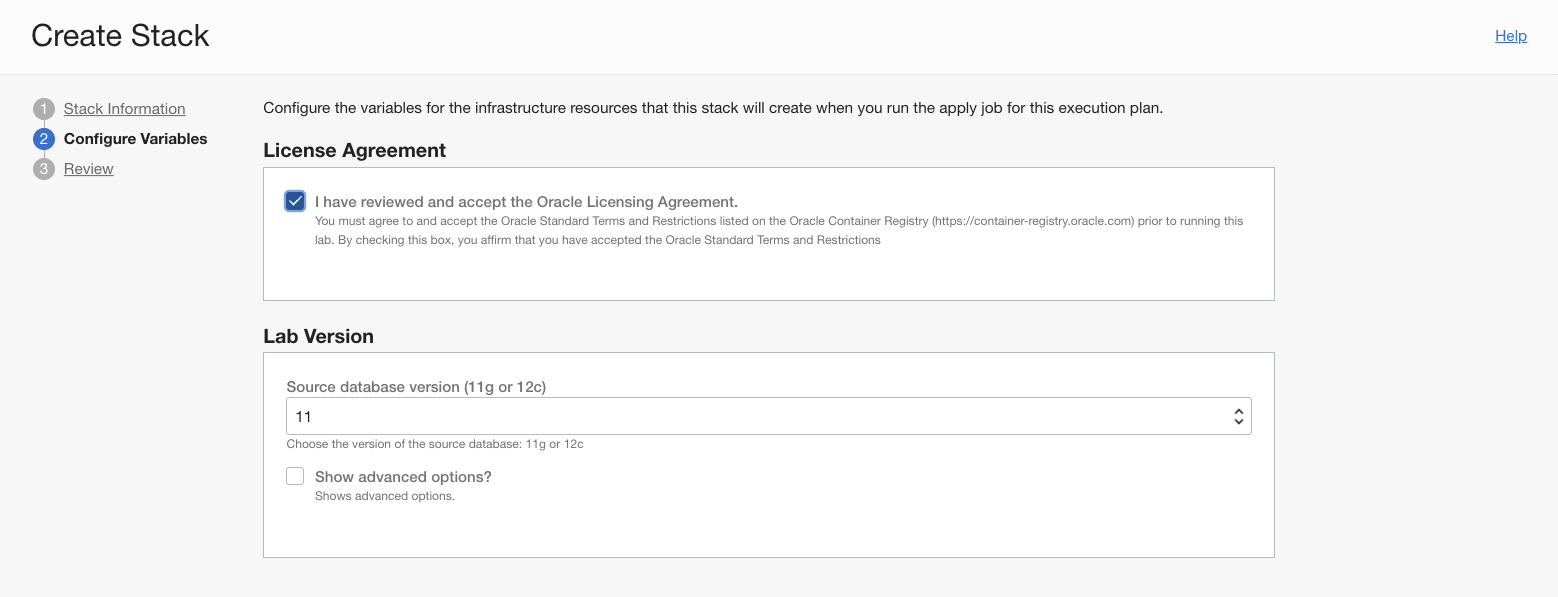 Create Stack
Help
1 Stack Information
2 Configure Variables
3 Review
Configure the variables for the infrastructure resources that this stack will create when you run the apply job for this execution plan.
License Agreement
I have reviewed and accept the Oracle Licensing Agreement.
You must agree to and accept the Oracle Standard Terms and Restrictions listed on the Oracle Container Registry (https://container-registry.oracle.com) prior to running this
lab. By checking this box, you affirm that you have accepted the Oracle Standard Terms and Restrictions
Lab Version
Source database version (11g or 12c)
11
Choose the version of the source database: 11g or 12c
Show advanced options?
Shows advanced options.